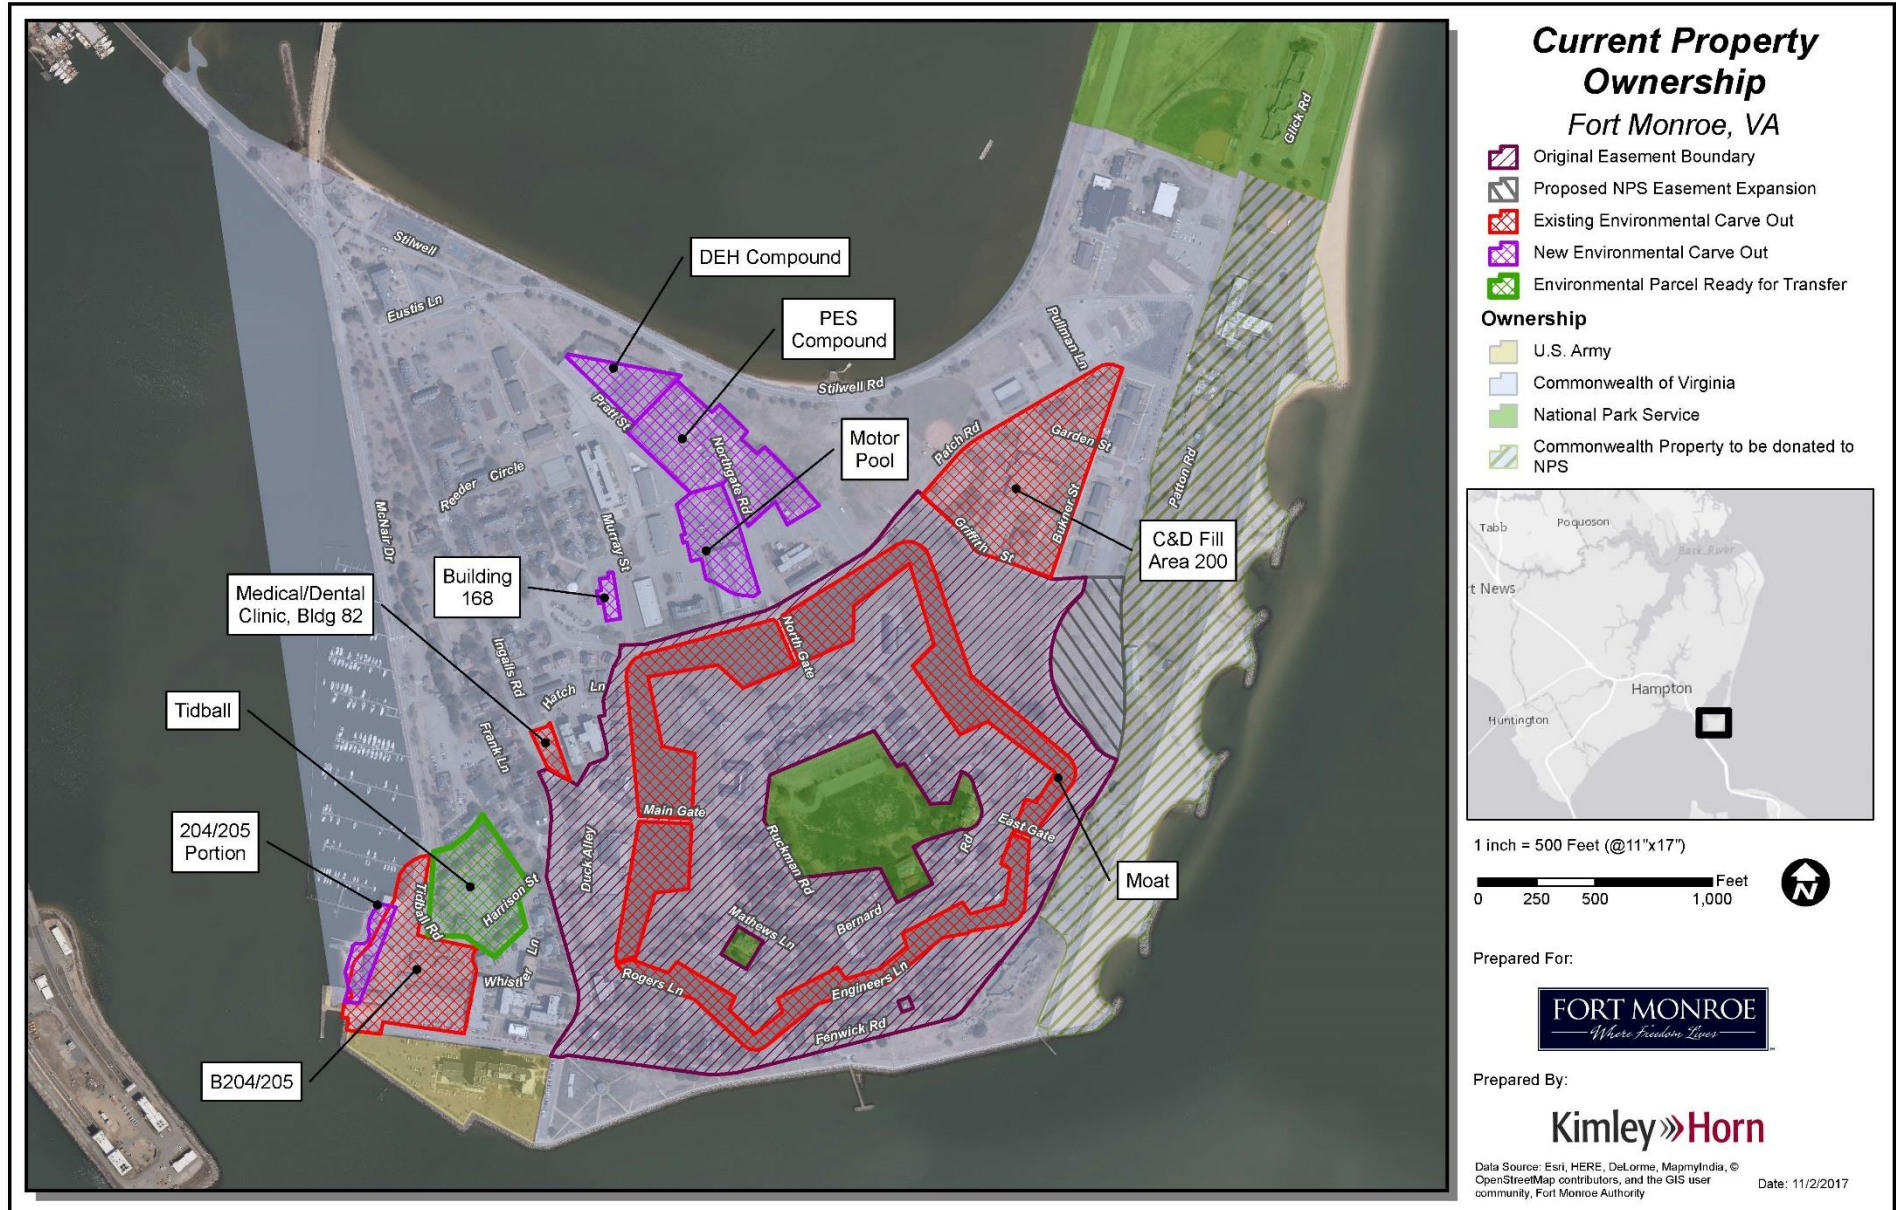 Current Property
Ownership
Fort Monroe, VA
Original Easement Boundary
Proposed NPS Easement Expansion
Existing Environmental Carve Out
New Environmental Carve Out
Environmental Parcel Ready for Transfer
Ownership
U.S. Army
Commonwealth of Virginia
National Park Service
Commonwealth Property to be donated to
NPS
Glick Rd
Stilwell
Eustis Ln
DEH Compound
PES
Compound
Pullman Ln
Stilwell Rd
Pratt St
Motor
Pool
Patch Rd
Garden St
Northgate Rd
Reeder Circle
Patton Rd
McNair Dr
Murray St
Griffith St
Bukner St
C&D Fill
Area 200
Building
168
Medical/Dental
Clinic, Bldg 82
North Gate
Ingalls Rd
Hatch Ln
Tidball
Frank Ln
Main Gate
East Gate
Rd
Duck Alley
Ruckman Rd
204/205
Portion
Moat
Tidball Rd
Harrison St
Mathews Ln
Bernard
Whistler Ln
Rogers Ln
Engineers Ln
Fenwick Rd
B204/205
Tabb
Poquoson
Back River
t News
Hampton
Huntington
1 inch = 500 Feet (@11"x17")
Feet
0 250 500 1,000
N
Prepared For:
FORT MONROE
Where Freedom Lives
Prepared By:
Kimley»Horn
Data Source: Esri, HERE, DeLorme, MapmyIndia, ©
OpenStreetMap contributors, and the GIS user
community, Fort Monroe Authority
Date: 11/2/2017